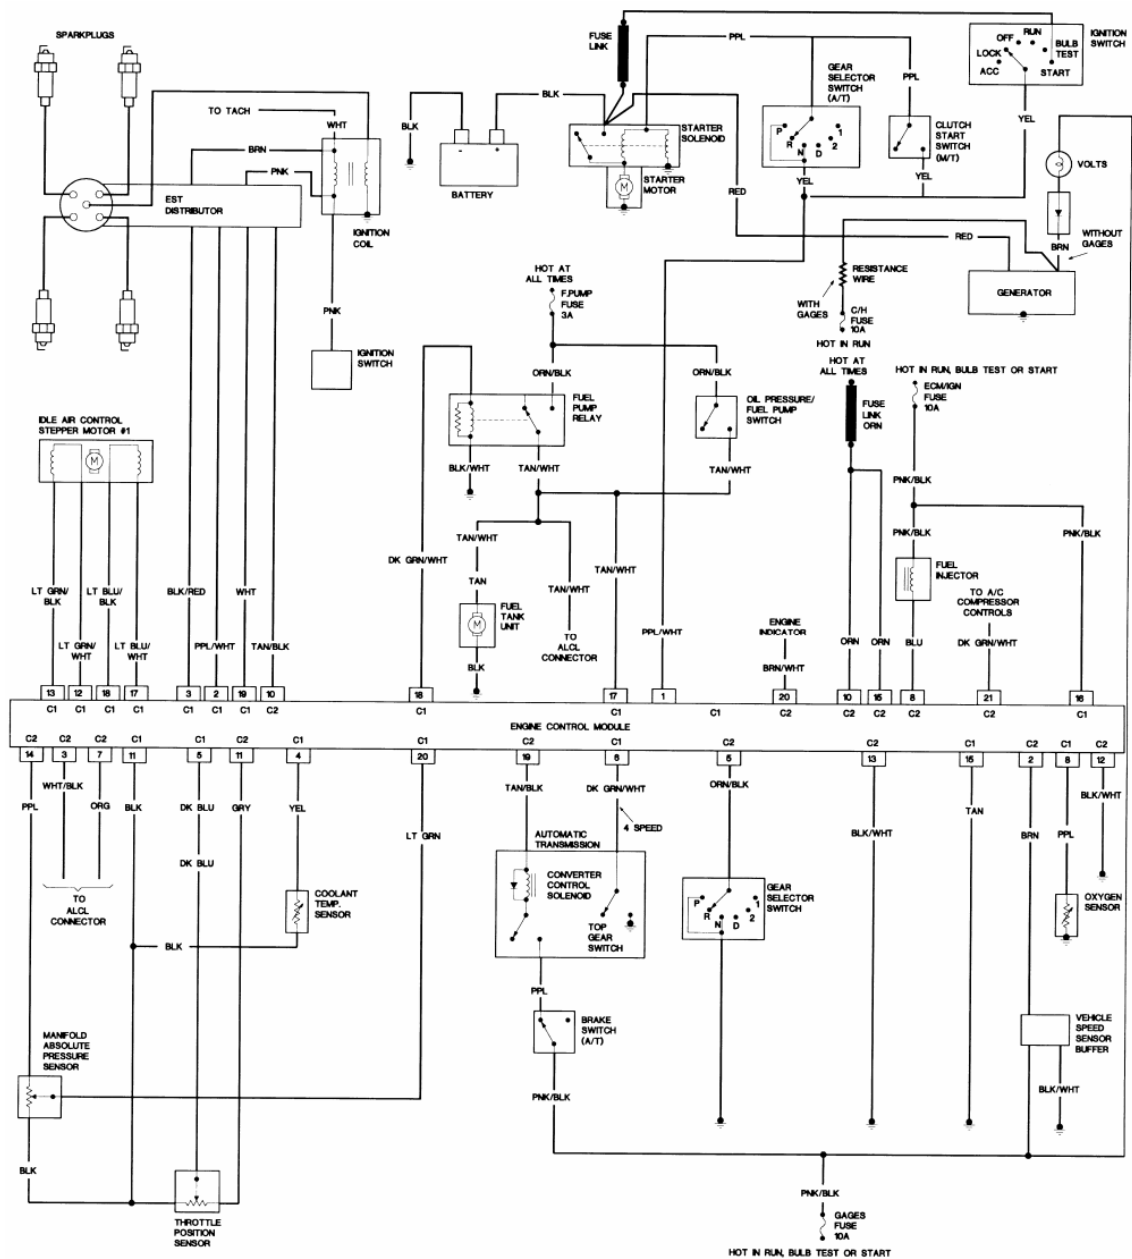 SPARKPLUGS
TO TACH
WHT
BRN
PNK
EST
DISTRIBUTOR
IGNITION
COIL
PNK
IGNITION
SWITCH
BLK
BATTERY
-
+
BLK
FUSE
LINK
PPL
STARTER
SOLENOID
M
STARTER
MOTOR
GEAR
SELECTOR
SWITCH
(A/T)
P
R
N
D
2
1
YEL
PPL
CLUTCH
START
SWITCH
(M/T)
YEL
OFF
RUN
LOCK
BULB
TEST
ACC
START
IGNITION
SWITCH
YEL
VOLTS
RED
RED
BRN
WITHOUT
GAGES
GENERATOR
RESISTANCE
WIRE
WITH
GAGES
C/H
FUSE
10A
HOT IN RUN
HOT AT
ALL TIMES
F.PUMP
FUSE
3A
ORN/BLK
ORN/BLK
FUEL
PUMP
RELAY
OIL PRESSURE/
FUEL PUMP
SWITCH
BLK/WHT
TAN/WHT
TAN/WHT
HOT AT
ALL TIMES
FUSE
LINK
ORN
HOT IN RUN, BULB TEST OR START
ECM/IGN
FUSE
10A
PNK/BLK
PNK/BLK
PNK/BLK
FUEL
INJECTOR
IDLE AIR CONTROL
STEPPER MOTOR #1
M
LT GRN/
BLK
LT GRN/
WHT
LT BLU/
BLK
LT BLU/
WHT
BLK/RED
PPL/WHT
WHT
TAN/BLK
DK GRN/WHT
TAN/WHT
TAN
M
FUEL
TANK
UNIT
BLK
TAN/WHT
TO
ALCL
CONNECTOR
TAN/WHT
PPL/WHT
ENGINE
INDICATOR
BRN/WHT
ORN
ORN
BLU
TO A/C
COMPRESSOR
CONTROLS
DK GRN/WHT
13 12 18 17 3 2 19 10 18 17 1 20 10 15 8 21 16
C1 C1 C1 C1 C1 C1 C1 C2 C1 C1 C1 C2 C2 C2 C2 C2 C1
ENGINE CONTROL MODULE
C2 C2 C2 C1 C1 C2 C1 C1 C2 C1 C2 C2 C1 C2 C1 C2
14 3 7 11 5 11 4 20 19 6 5 13 15 2 8 12
PPL
WHT/BLK
ORG
BLK
DK BLU
GRY
YEL
LT GRN
TAN/BLK
DK GRN/WHT
4 SPEED
ORN/BLK
BLK/WHT
TAN
BRN
PPL
BLK/WHT
TO
ALCL
CONNECTOR
DK BLU
COOLANT
TEMP.
SENSOR
BLK
AUTOMATIC
TRANSMISSION
CONVERTER
CONTROL
SOLENOID
TOP
GEAR
SWITCH
GEAR
SELECTOR
SWITCH
P
R
N
D
2
1
OXYGEN
SENSOR
PPL
BRAKE
SWITCH
(A/T)
PNK/BLK
MANIFOLD
ABSOLUTE
PRESSURE
SENSOR
VEHICLE
SPEED
SENSOR
BUFFER
BLK/WHT
BLK
THROTTLE
POSITION
SENSOR
PNK/BLK
GAGES
FUSE
10A
HOT IN RUN, BULB TEST OR START